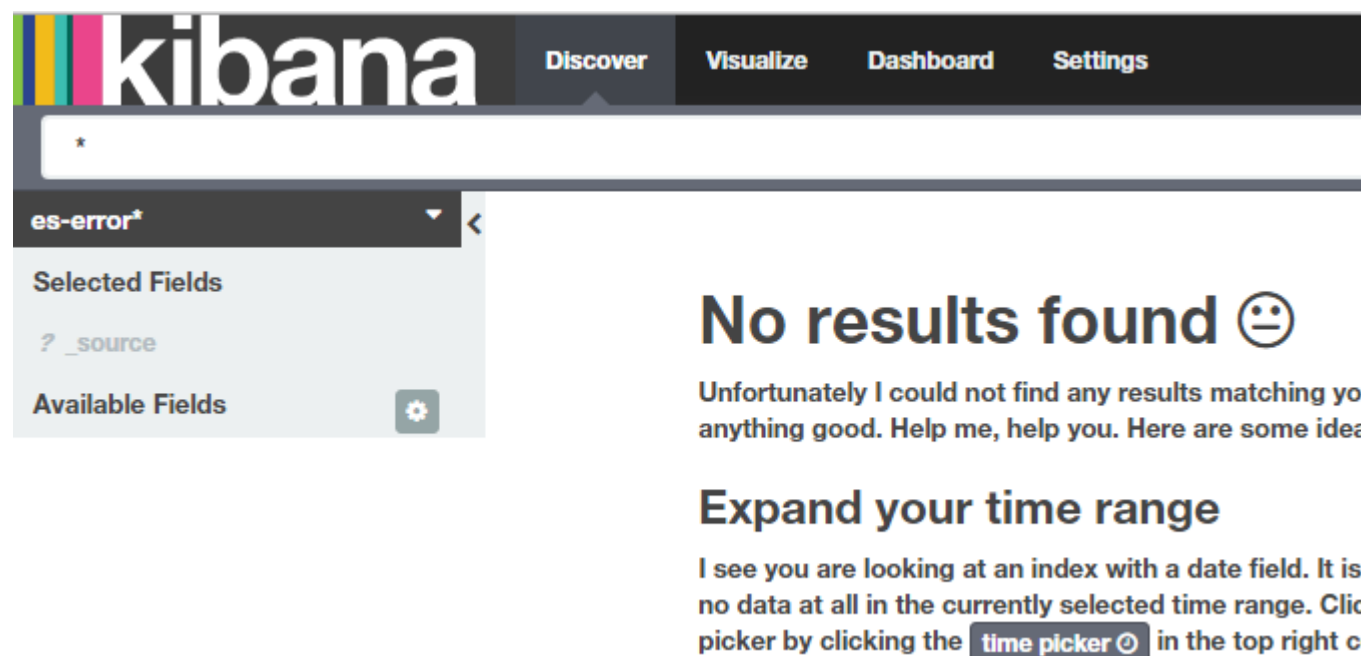 kibana
Discover Visualize Dashboard Settings
*
es-error*
Selected Fields
? _source
Available Fields
No results found
Unfortunately I could not find any results matching yo
anything good. Help me, help you. Here are some idea
Expand your time range
I see you are looking at an index with a date field. It is
no data at all in the currently selected time range. Clic
picker by clicking the time picker in the top right c